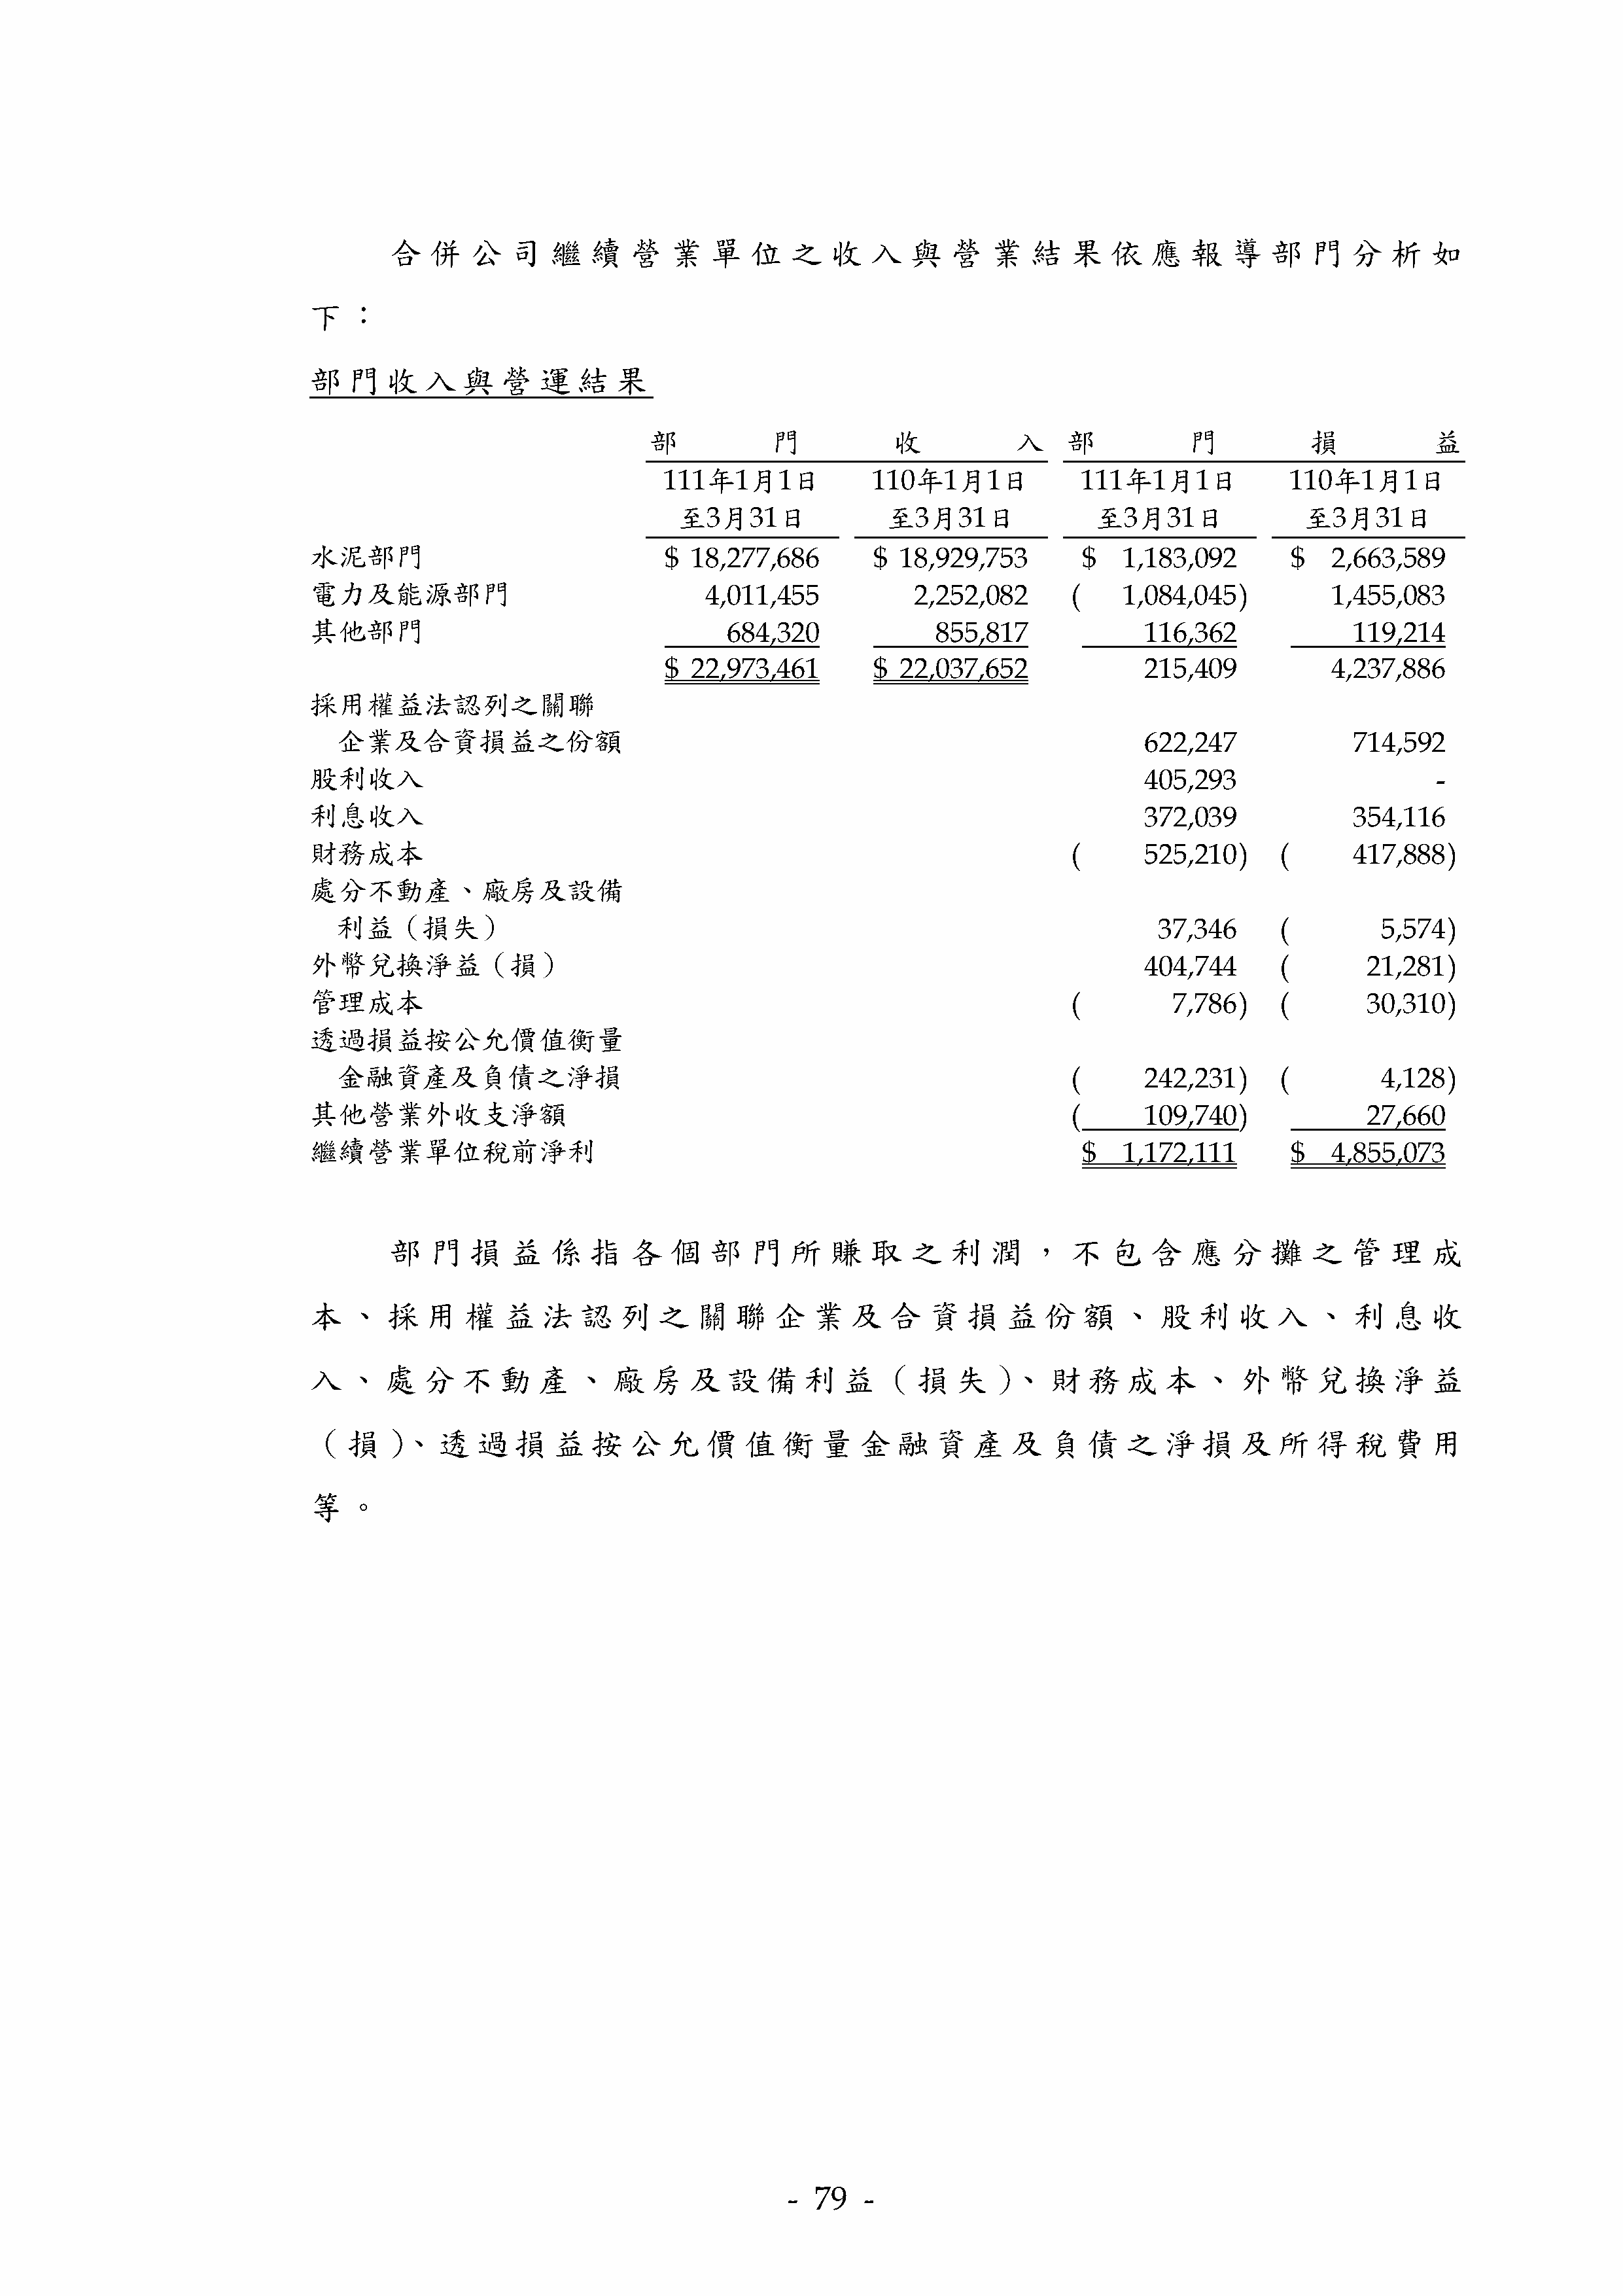 合併公司繼續營業單位之收入與營業結果依應報導部門分析如
下：
部門收入與營運結果
部門收入 部門損益
111年1月1日 110年1月1日 111年1月1日 110年1月1日
至3月31日 至3月31日 至3月31日 至3月31日
水泥部門 $ 18,277,686 $ 18,929,753 $ 1,183,092 $ 2,663,589
電力及能源部門 4,011,455 2,252,082 ( 1,084,045) 1,455,083
其他部門 684,320 855,817 116,362 119,214
$ 22,973,461 $ 22,037,652 215,409 4,237,886
採用權益法認列之關聯
企業及合資損益之份額 622,247 714,592
股利收入 405,293 -
利息收入 372,039 354,116
財務成本 ( 525,210) ( 417,888)
處分不動產、廠房及設備
利益（損失） 37,346 ( 5,574)
外幣兌換淨益（損） 404,744 ( 21,281)
管理成本 ( 7,786) ( 30,310)
透過損益按公允價值衡量
金融資產及負債之淨損 ( 242,231) ( 4,128)
其他營業外收支淨額 ( 109,740) 27,660
繼續營業單位稅前淨利 $ 1,172,111 $ 4,855,073
部門損益係指各個部門所賺取之利潤，不包含應分攤之管理成
本、採用權益法認列之關聯企業及合資損益份額、股利收入、利息收
入、處分不動產、廠房及設備利益（損失）、財務成本、外幣兌換淨益
（損）、透過損益按公允價值衡量金融資產及負債之淨損及所得稅費用
等。
- 79 -